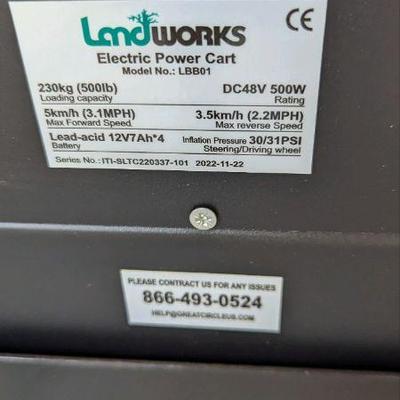 LandWORKS CE
Electric Power Cart
Model No.: LBB01
230kg (500lb) DC48V 500W
Loading capacity Rating
5km/h (3.1MPH) 3.5km/h (2.2MPH)
Max Forward Speed Max reverse Speed
Lead-acid 12V7Ah*4 Inflation Pressure 30/31PSI
Battery Steering/Driving wheel
Series No.: ITI-SLTC220337-101 2022-11-22
PLEASE CONTRACT US FOR ANY ISSUES
866-493-0524
HELP@GREATCIRCLEUS.COM